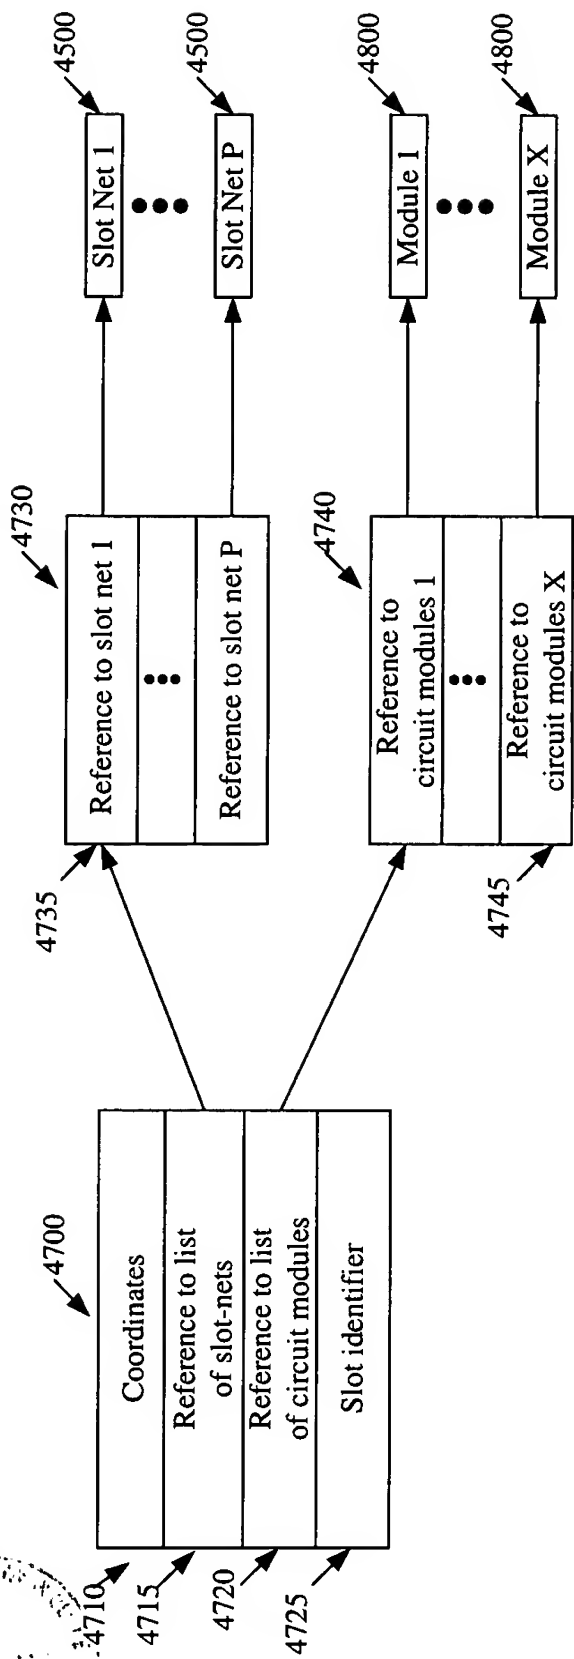 4700
4710
Coordinates
4715
Reference to list
of slot-nets
4720
Reference to list
of circuit modules
4725
Slot identifier
4730
4735
Reference to slot net 1
Reference to slot net P
4740
Reference to
circuit modules 1
Reference to
circuit modules X
4745
4500
Slot Net 1
4500
Slot Net P
4800
Module 1
4800
Module X